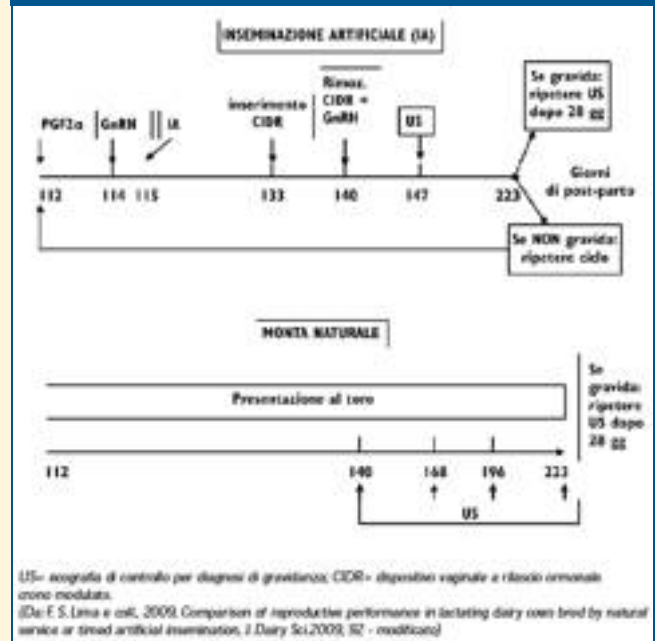 INSEMINAZIONE ARTIFICIALE (IA)
PGF2α GnRH IA
inserimento
CIDR
Rimoz.
CIDR +
GnRH
US
Se gravida:
ripetere US
dopo 28 gg
112 114 115 133 140 147 223
Giorni
di post-parto
Se NON gravida:
ripetere ciclo
MONTA NATURALE
Presentazione al toro
Se
gravida:
ripetere
US dopo
28 gg
112 140 168 196 223
US
US= ecografia di controllo per diagnosi di gravidanza; CIDR= dispositivo vaginale a rilascio ormonale
crono modulato.
(Da: F. S. Lima e coll., 2009. Comparison of reproductive performance in lactating dairy cows bred by natural
service or timed artificial insemination, J. Dairy Sci.2009, 92 - modificato)